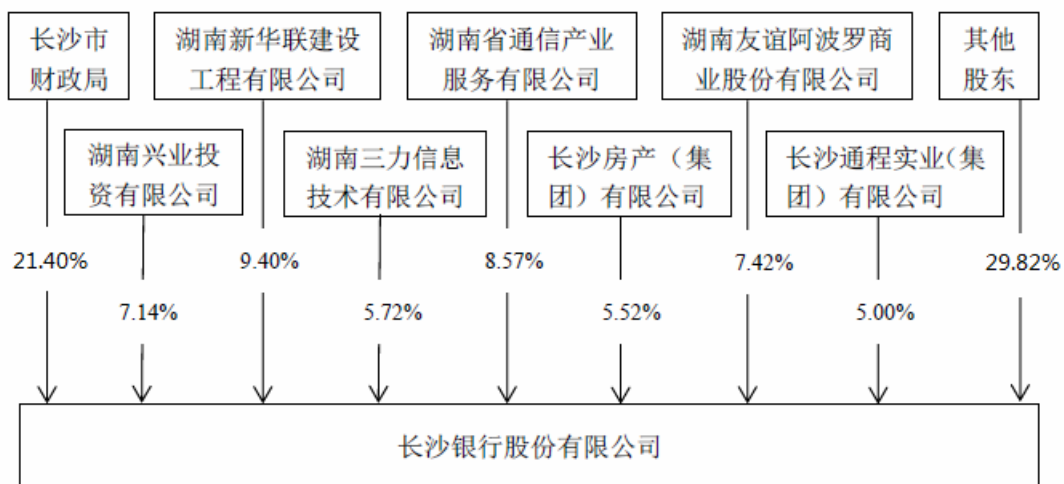 长沙市
财政局
湖南新华联建设
工程有限公司
湖南省通信产业
服务有限公司
湖南友谊阿波罗商
业股份有限公司
其他
股东
湖南兴业投
资有限公司
湖南三力信息
技术有限公司
长沙房产（集
团）有限公司
长沙通程实业（集
团）有限公司
21.40%
9.40%
8.57%
7.42%
29.82%
7.14%
5.72%
5.52%
5.00%
长沙银行股份有限公司